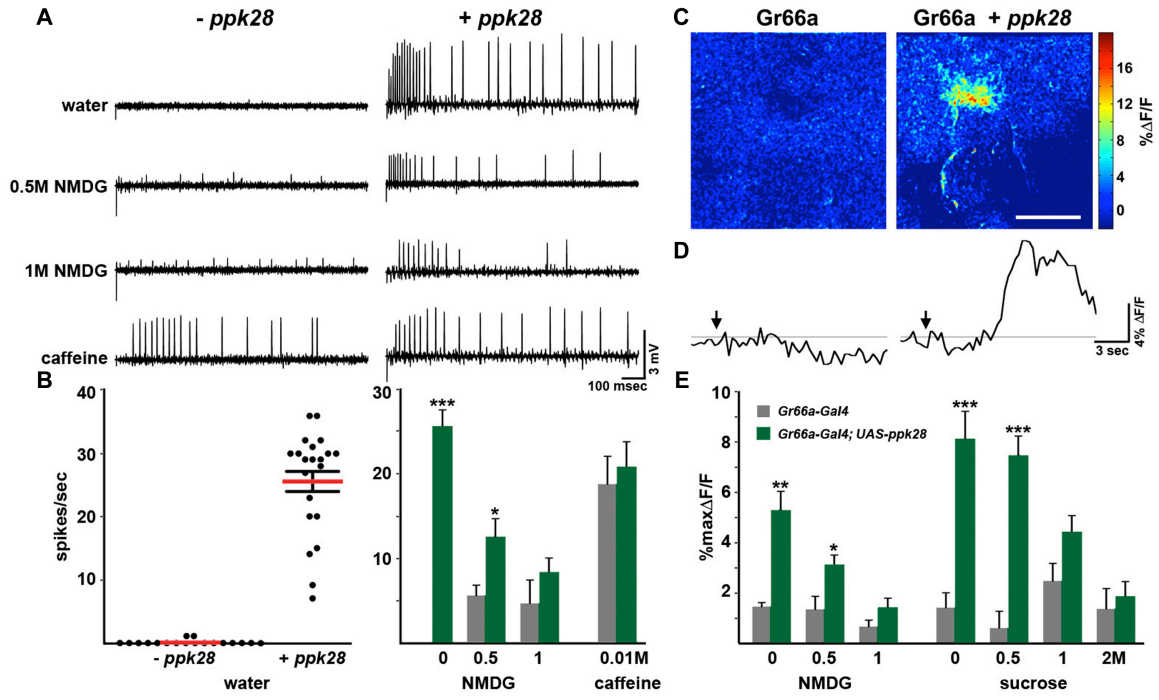 A
- ppk28
+ ppk28
water
0.5M NMDG
1M NMDG
caffeine
3 mV
100 msec
B
spikes/sec
40
30
20
10
- ppk28
+ ppk28
water
30
20
10
***
*
0
0.5
1
0.01M
NMDG
caffeine
C
Gr66a
Gr66a + ppk28
16
12
8
4
0
%ΔF/F
D
4% ΔF/F
3 sec
E
%maxΔF/F
10
8
6
4
2
Gr66a-Gal4
Gr66a-Gal4; UAS-ppk28
**
*
***
***
0
0.5
1
0
0.5
1
2M
NMDG
sucrose